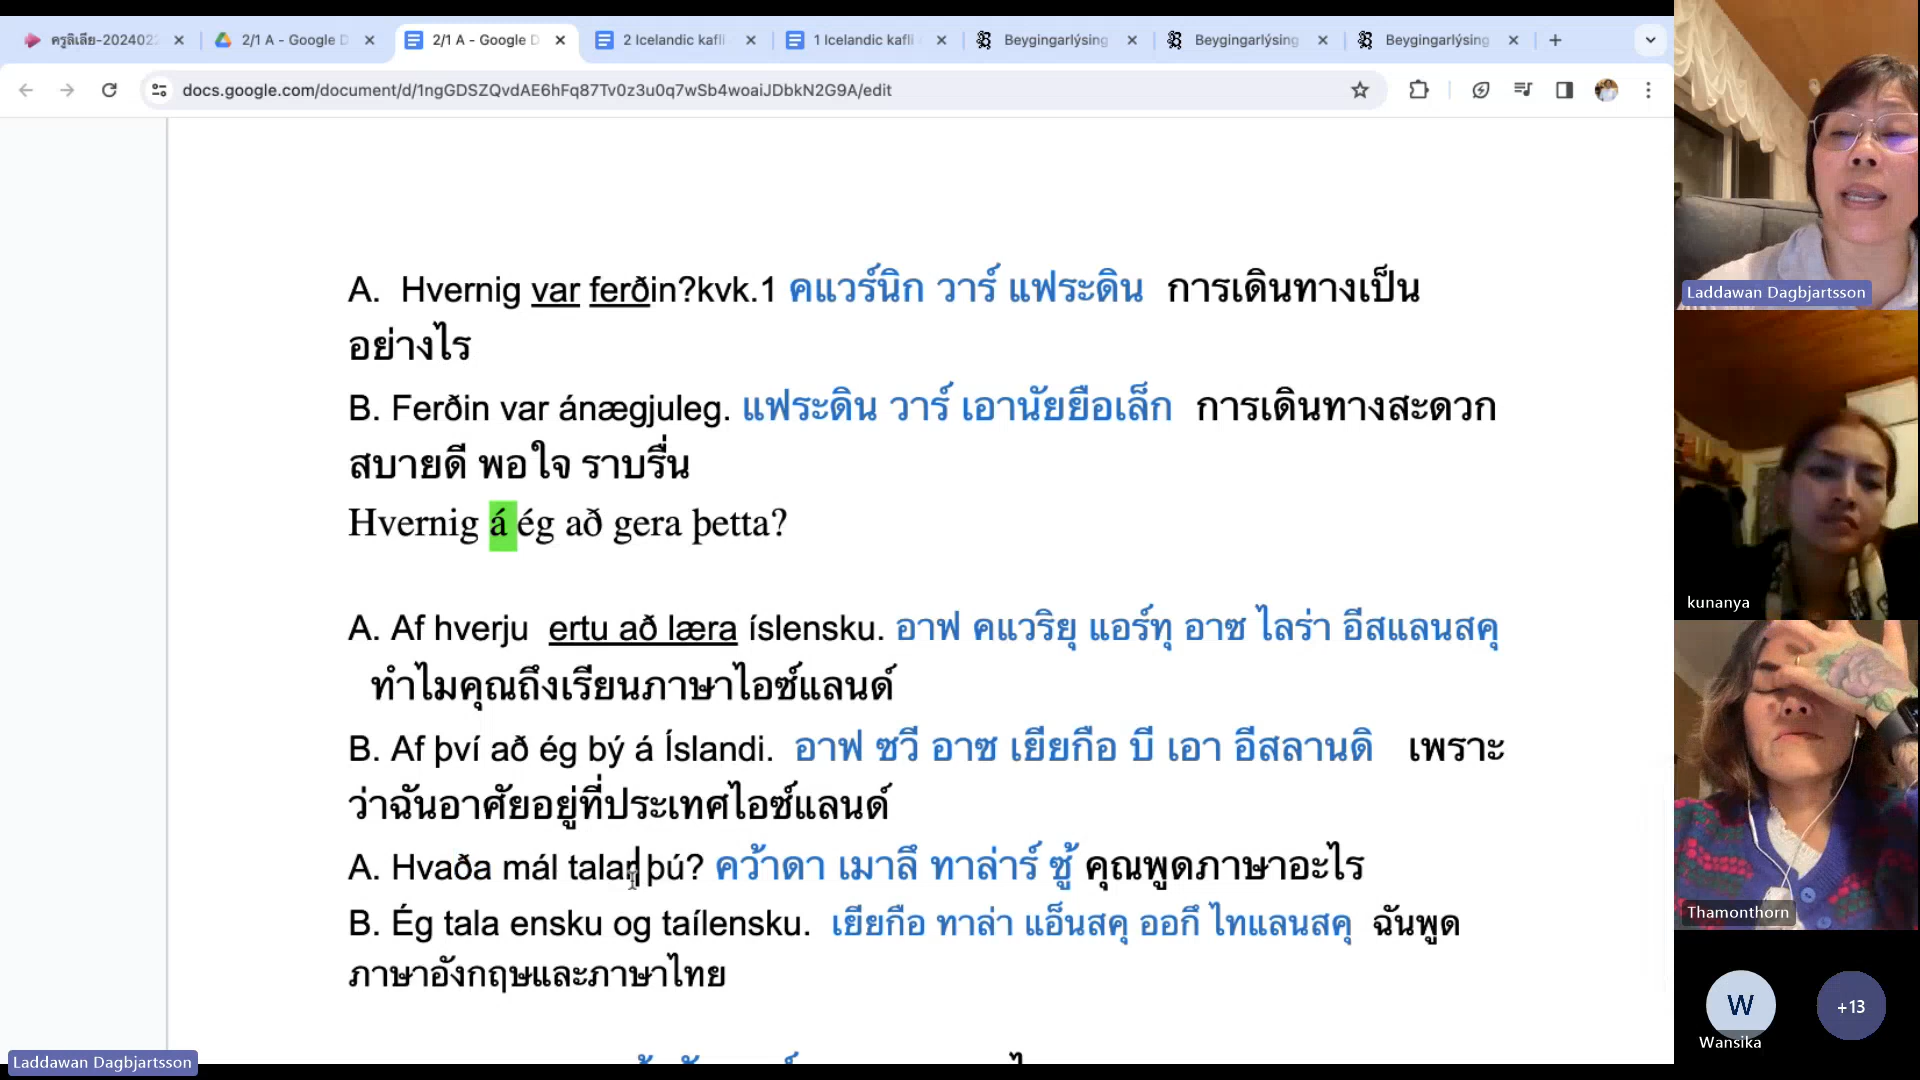 ครูลิเลีย-2024022
2/1 A - Google D
2/1 A - Google D
2 Icelandic kafli
1 Icelandic kafli
Beygingarlýsing
Beygingarlýsing
Beygingarlýsing
docs.google.com/document/d/1ngGDSZQvdAE6hFq87Tv0z3u0q7wSb4woaiJDbkN2G9A/edit
A. Hvernig var ferðin?kvk.1 คแวร์นิก วาร์ แฟระดิน การเดินทางเป็น
อย่างไร
B. Ferðin var ánægjuleg. แฟระดิน วาร์ เอานัยยือเล็ก การเดินทางสะดวก
สบายดี พอใจ ราบรื่น
Hvernig á ég að gera þetta?
A. Af hverju ertu að læra íslensku. อาฟ คแวริยุ แอร์ทุ อาซ ไลร่า อีสแลนสคุ
ทำไมคุณถึงเรียนภาษาไอซ์แลนด์
B. Af því að ég bý á Íslandi. อาฟ ซวี อาซ เยียกือ บี เอา อีสลานดิ เพราะ
ว่าฉันอาศัยอยู่ที่ประเทศไอซ์แลนด์
A. Hvaða mál talar þú? คว้าดา เมาลึ ทาล่าร์ ซู้ คุณพูดภาษาอะไร
B. Ég tala ensku og taílensku. เยียกือ ทาล่า แอ็นสคุ ออกึ ไทแลนสคุ ฉันพูด
ภาษาอังกฤษและภาษาไทย
Laddawan Dagbjartsson
Laddawan Dagbjartsson
kunanya
Thamonthorn
W
Wansika
+13